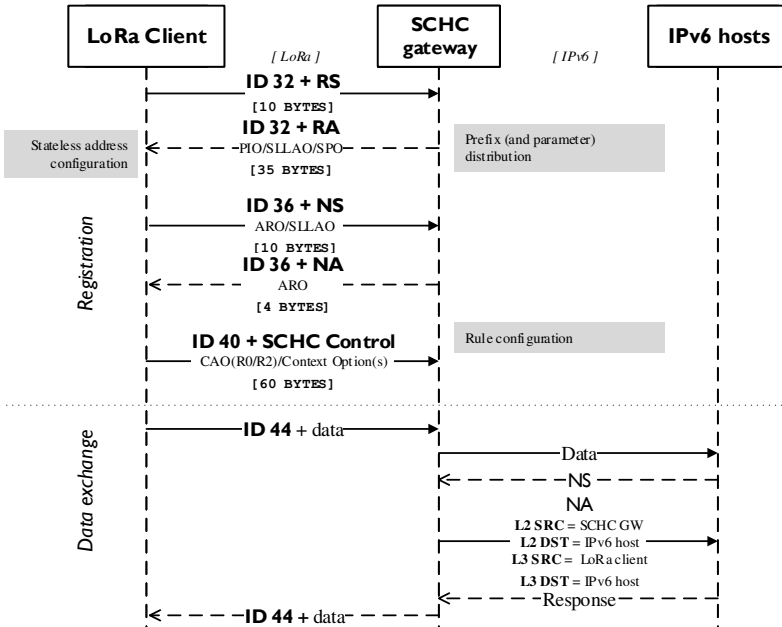 LoRa Client
SCHC
gateway
IPv6 hosts
[ LoRa ]
[ IPv6 ]
ID 32 + RS
[10 BYTES]
ID 32 + RA
PIO/SLLAO/SPO
[35 BYTES]
Stateless address
configuration
Prefix (and parameter)
distribution
Registration
ID 36 + NS
ARO/SLLAO
[10 BYTES]
ID 36 + NA
ARO
[4 BYTES]
ID 40 + SCHC Control
CAO(R0/R2)/Context Option(s)
[60 BYTES]
Rule configuration
Data exchange
ID 44 + data
Data
NS
NA
L2 SRC = SCHC GW
L2 DST = IPv6 host
L3 SRC = LoRa client
L3 DST = IPv6 host
Response
ID 44 + data